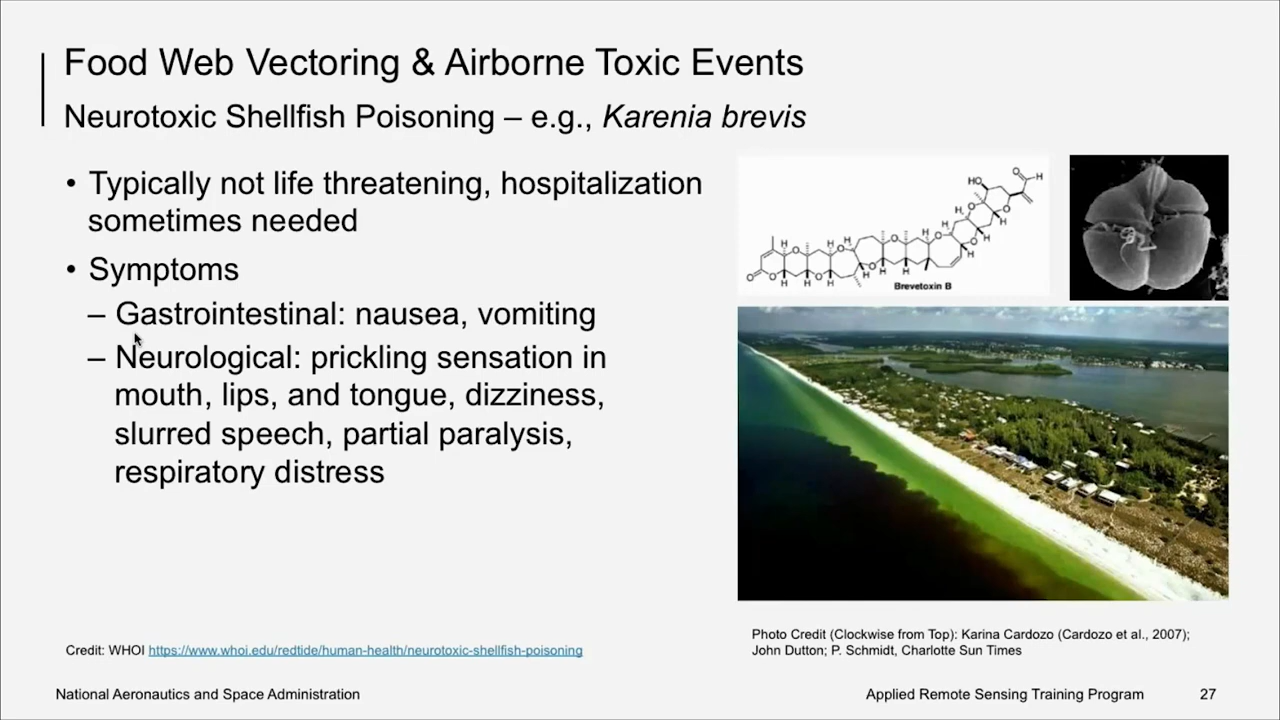 Food Web Vectoring & Airborne Toxic Events
Neurotoxic Shellfish Poisoning – e.g., Karenia brevis
• Typically not life threatening, hospitalization
sometimes needed
• Symptoms
– Gastrointestinal: nausea, vomiting
– Neurological: prickling sensation in
mouth, lips, and tongue, dizziness,
slurred speech, partial paralysis,
respiratory distress
Brevetoxin B
Photo Credit (Clockwise from Top): Karina Cardozo (Cardozo et al., 2007);
John Dutton; P. Schmidt, Charlotte Sun Times
Credit: WHOI https://www.whoi.edu/redtide/human-health/neurotoxic-shellfish-poisoning
National Aeronautics and Space Administration
Applied Remote Sensing Training Program
27